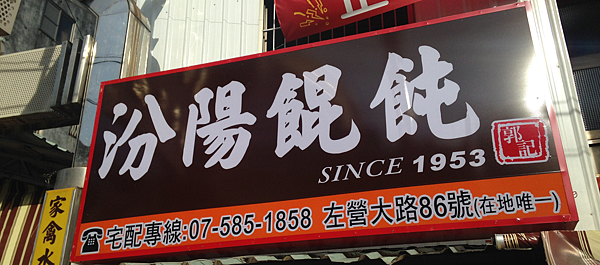 汾陽餛飩
SINCE 1953
郭記
☎宅配專線:07-585-1858 左營大路86號(在地唯一)
家禽水